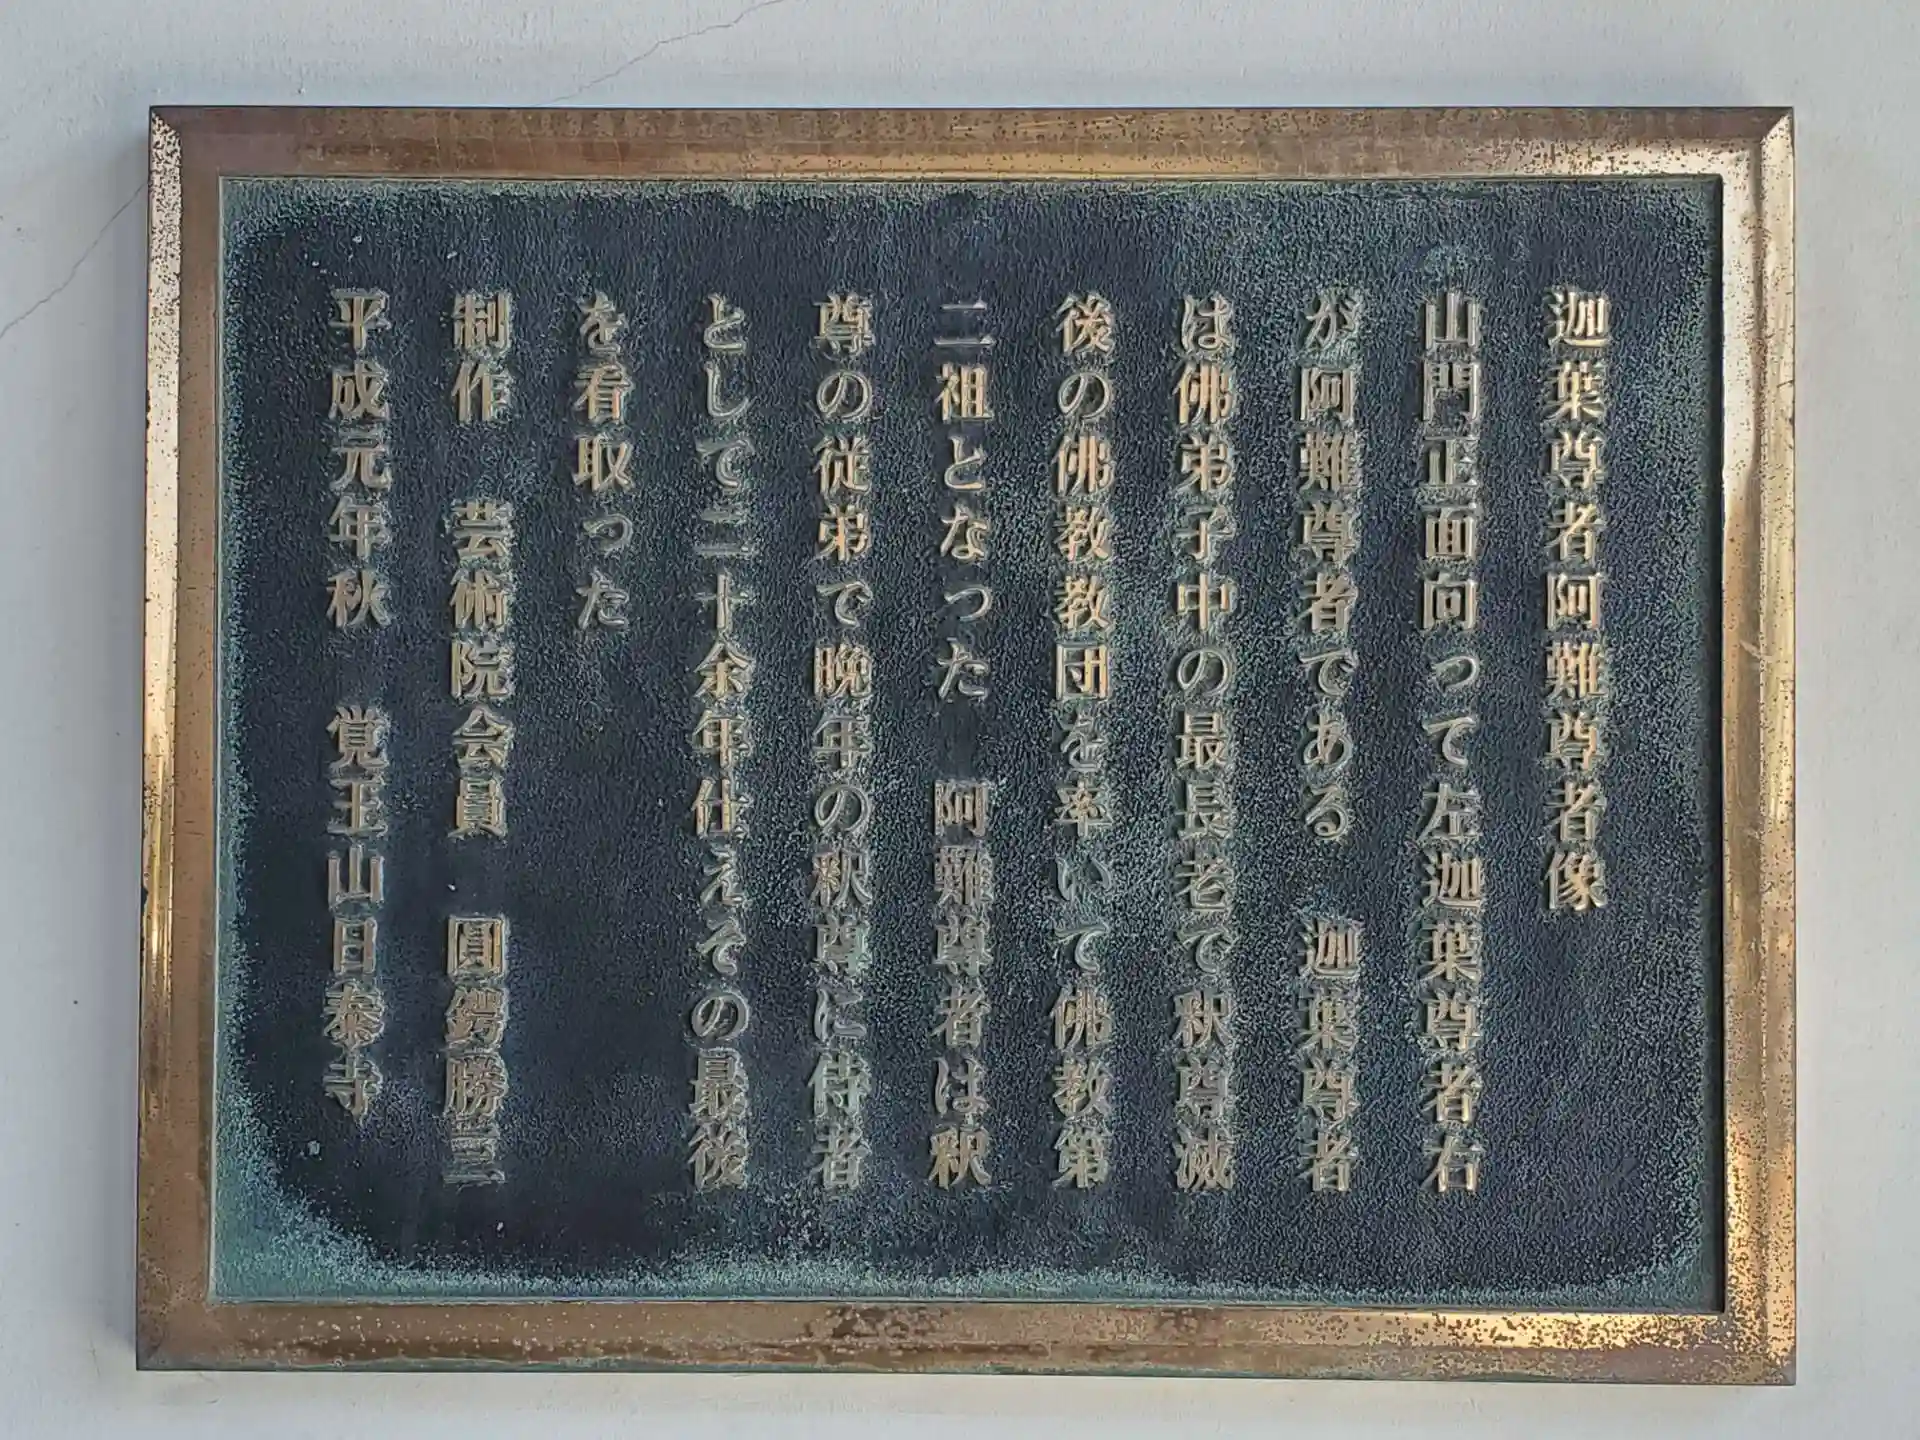 迦葉尊者阿難尊者像
山門正面向って左迦葉尊者右
が阿難尊者である　迦葉尊者
は佛弟子中の最長老で釈尊滅
後の佛教教団を率いて佛教第
二祖となった　阿難尊者は釈
尊の従弟で晩年の釈尊に侍者
として二十余年仕えその最後
を看取った
制作　芸術院会員　圓鍔勝三
平成元年秋　覚王山日泰寺